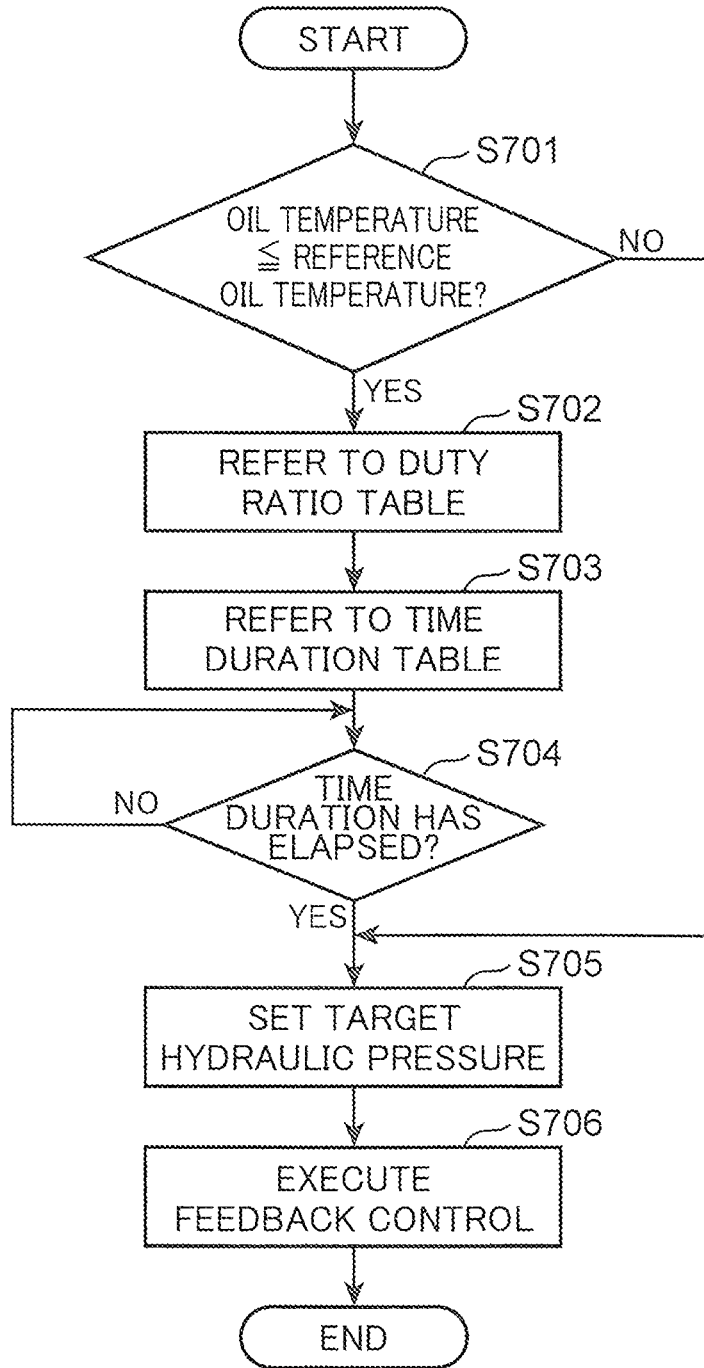 START
S701
OIL TEMPERATURE
≦ REFERENCE
OIL TEMPERATURE?
NO
YES
S702
REFER TO DUTY
RATIO TABLE
S703
REFER TO TIME
DURATION TABLE
S704
TIME
DURATION HAS
ELAPSED?
NO
YES
S705
SET TARGET
HYDRAULIC PRESSURE
S706
EXECUTE
FEEDBACK CONTROL
END